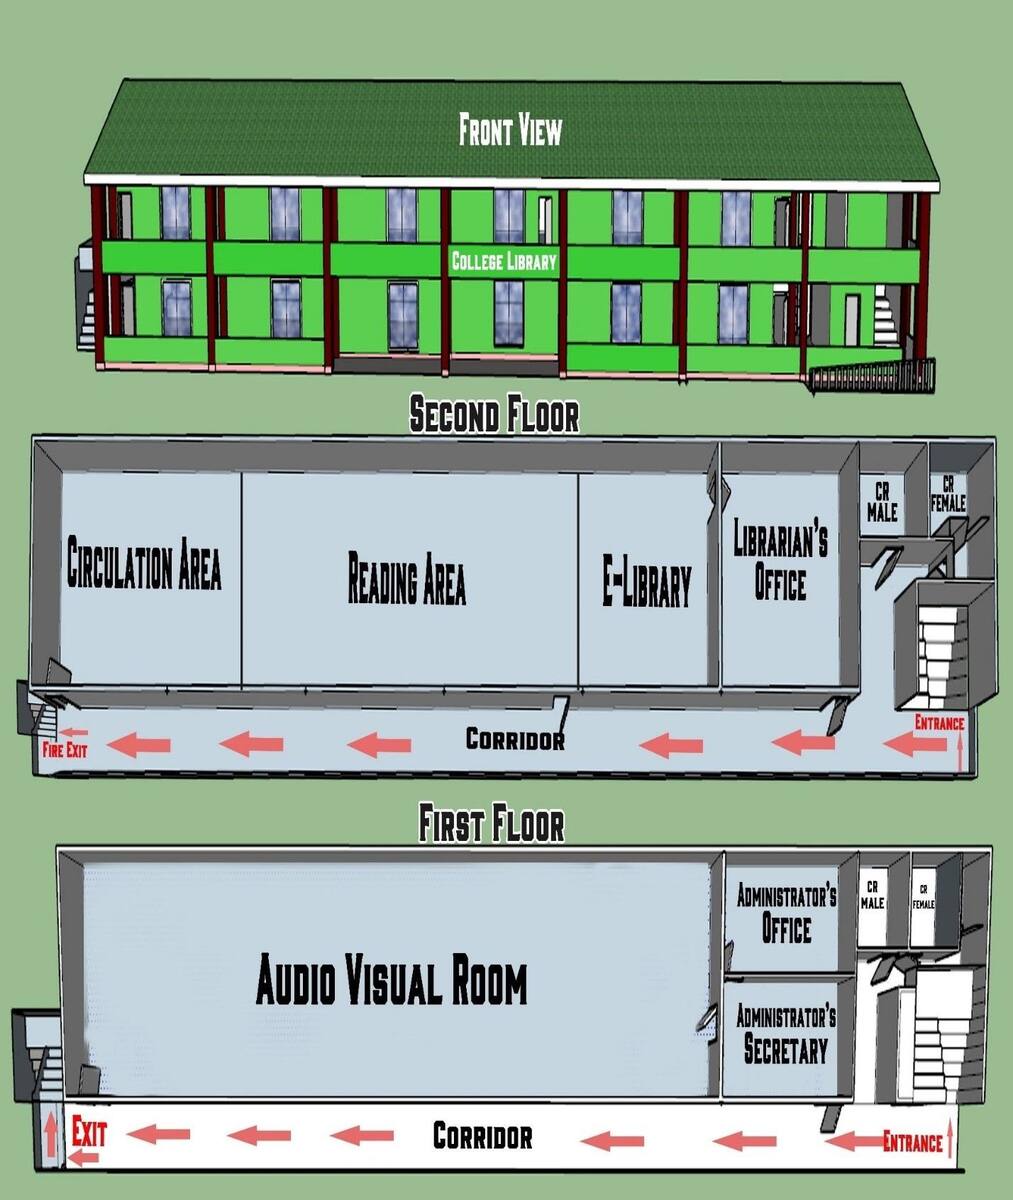 Front View
College Library
Second Floor
Circulation Area
Reading Area
E-Library
Librarian's
Office
CR
Male
CR
Female
Entrance
Fire Exit
Corridor
First Floor
Audio Visual Room
Administrator's
Office
Administrator's
Secretary
CR
Male
CR
Female
Exit
Corridor
Entrance